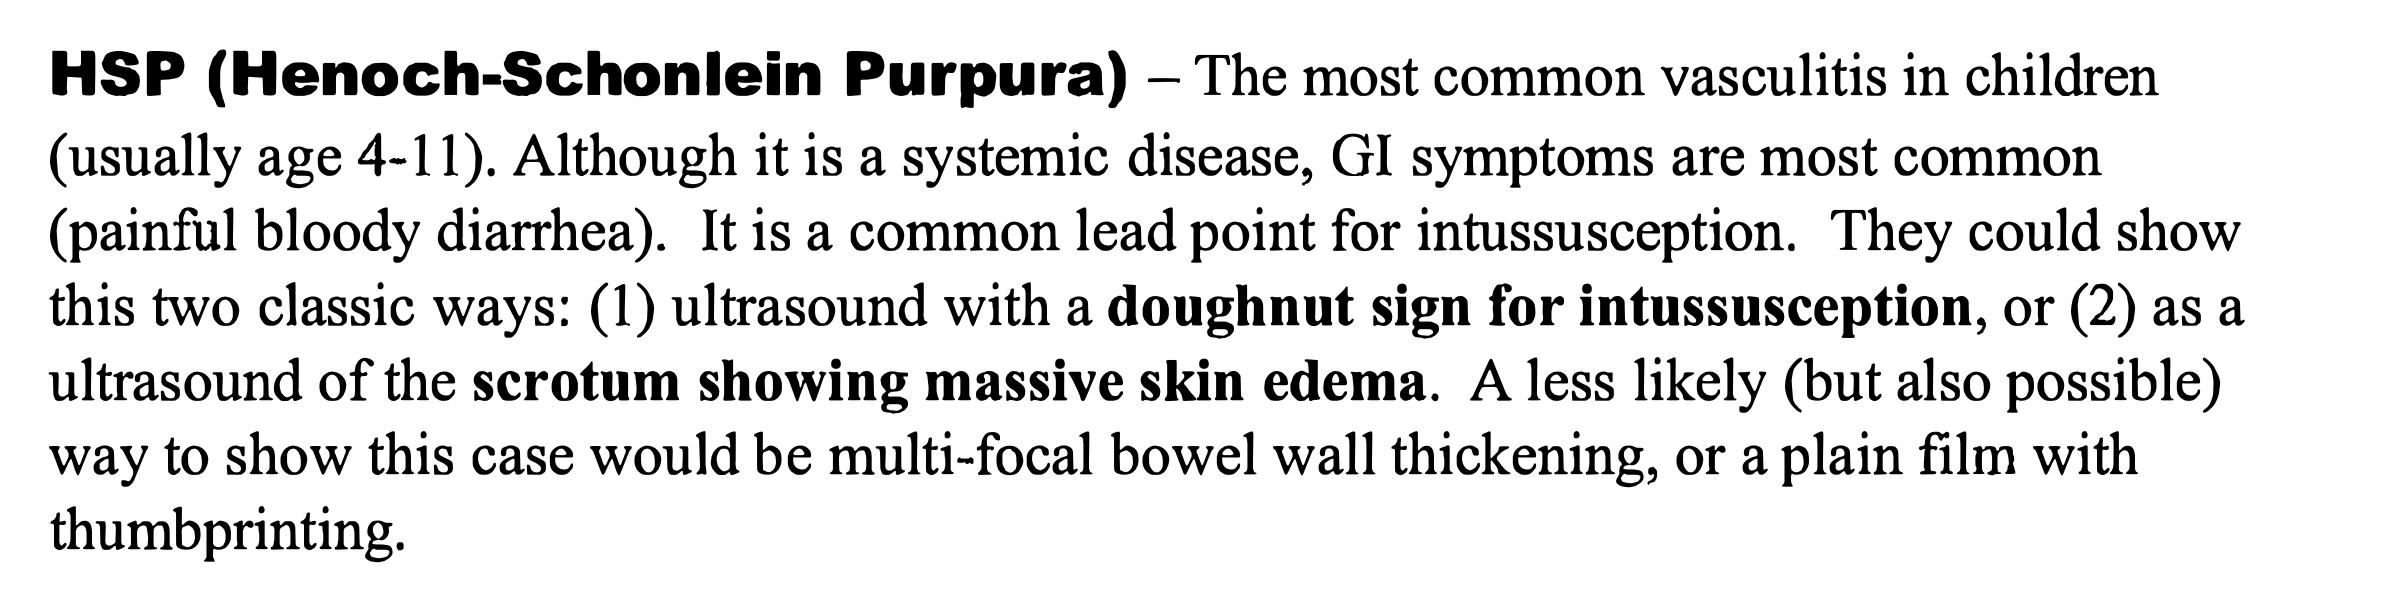 HSP (Henoch-Schonlein Purpura) – The most common vasculitis in children
(usually age 4-11). Although it is a systemic disease, GI symptoms are most common
(painful bloody diarrhea).  It is a common lead point for intussusception.  They could show
this two classic ways: (1) ultrasound with a doughnut sign for intussusception, or (2) as a
ultrasound of the scrotum showing massive skin edema.  A less likely (but also possible)
way to show this case would be multi-focal bowel wall thickening, or a plain film with
thumbprinting.